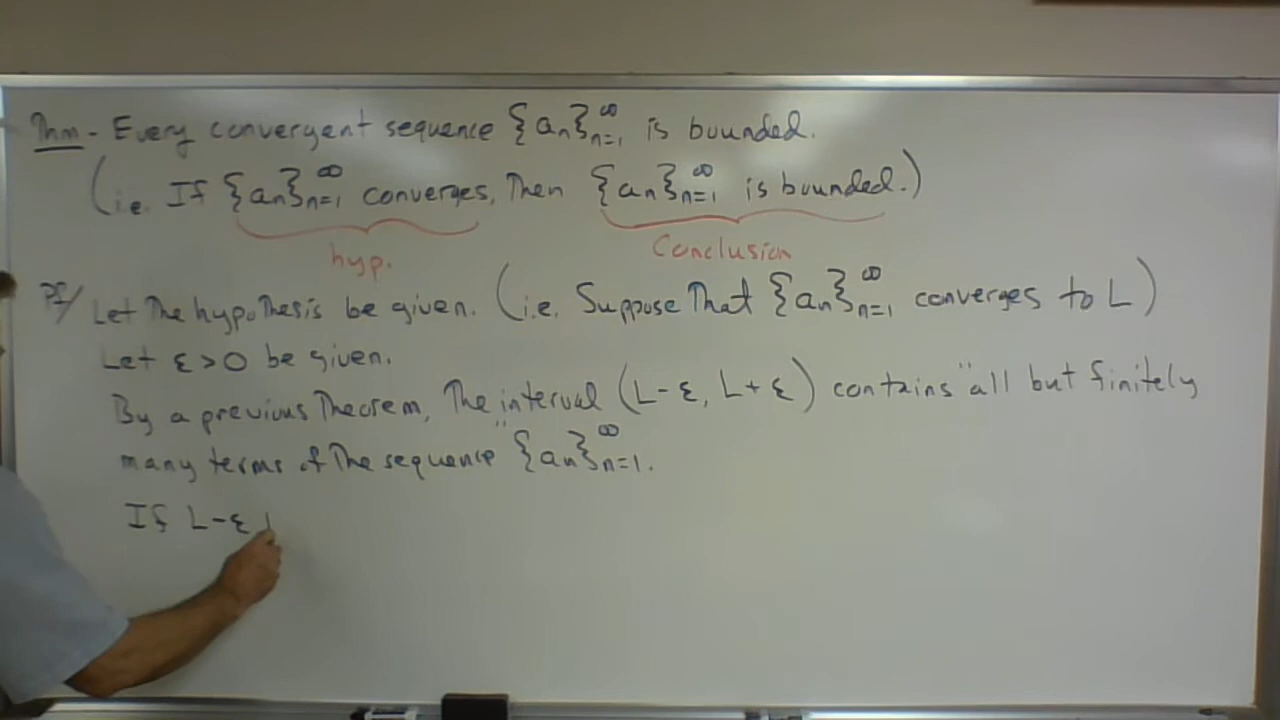 Thm - Every convergent sequence {aₙ}ₙ₌₁^∞ is bounded.
(i.e. If {aₙ}ₙ₌₁^∞ converges, Then {aₙ}ₙ₌₁^∞ is bounded.)
hyp. Conclusion
Pf/ Let The hypothesis be given. (i.e. Suppose That {aₙ}ₙ₌₁^∞ converges to L)
Let ε > 0 be given.
By a previous Theorem, The interval (L-ε, L+ε) contains "all but finitely
many terms of The sequence" {aₙ}ₙ₌₁^∞.
If L-ε